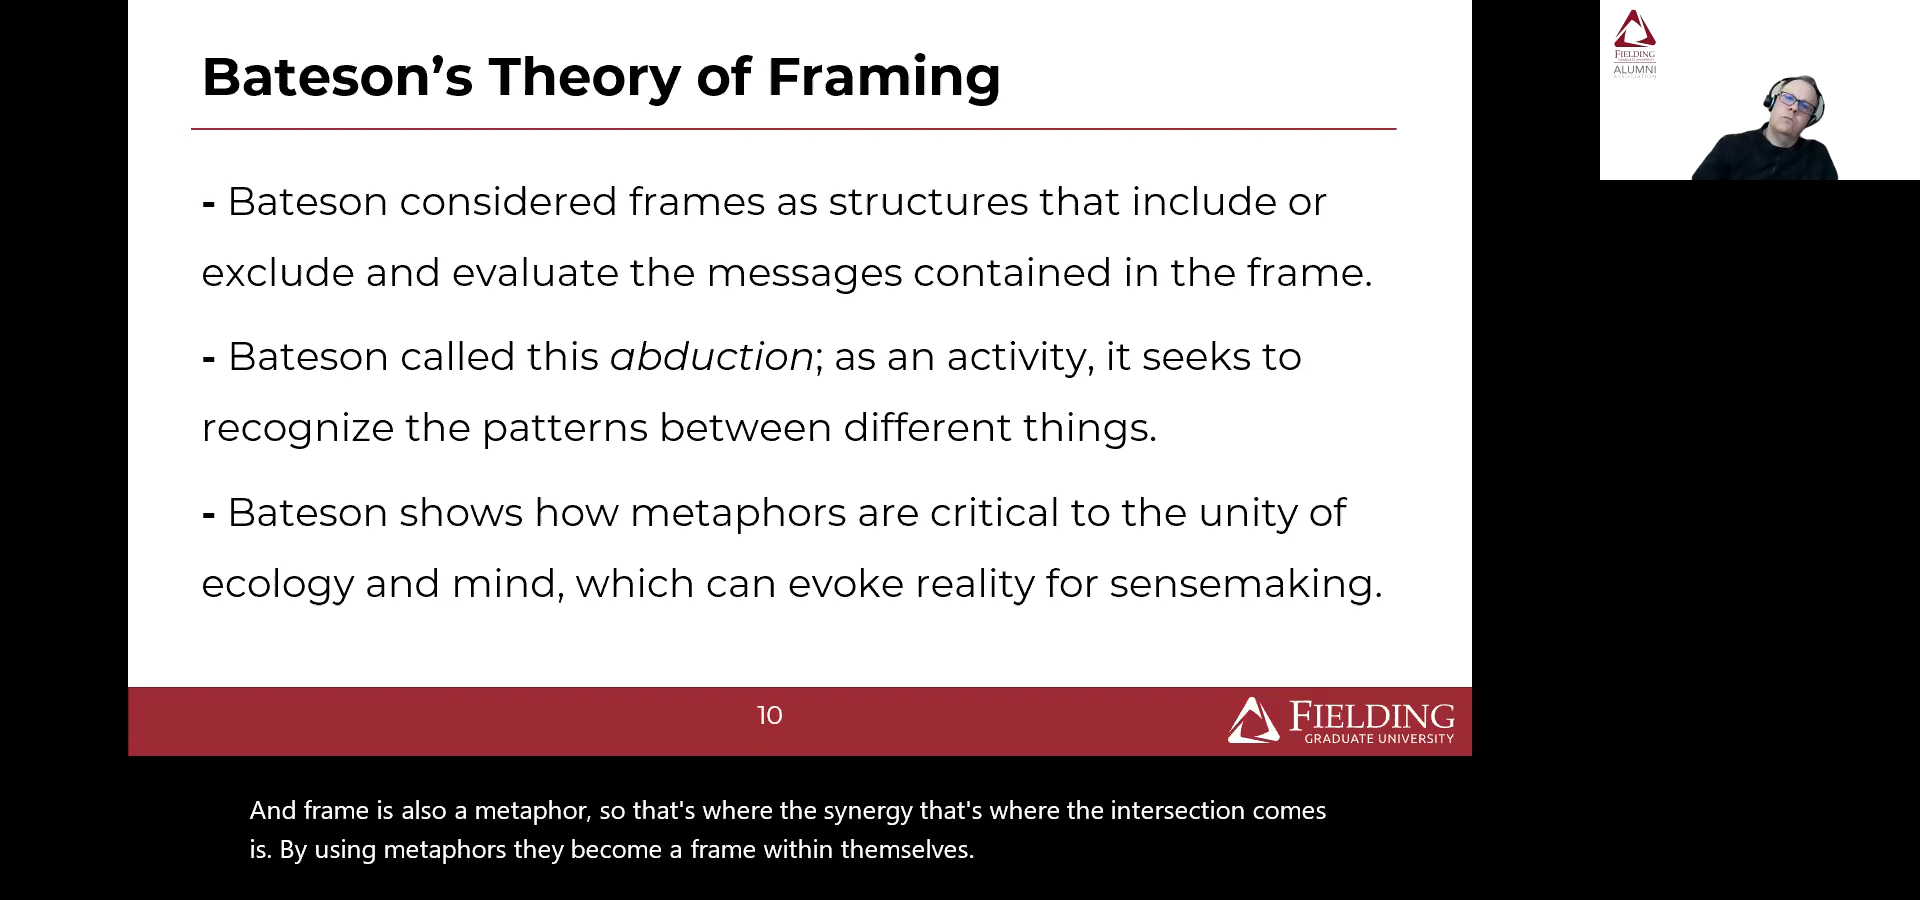 Bateson’s Theory of Framing
- Bateson considered frames as structures that include or
exclude and evaluate the messages contained in the frame.
- Bateson called this abduction; as an activity, it seeks to
recognize the patterns between different things.
- Bateson shows how metaphors are critical to the unity of
ecology and mind, which can evoke reality for sensemaking.
10
FIELDING
GRADUATE UNIVERSITY
FIELDING
GRADUATE UNIVERSITY
ALUMNI
ASSOCIATION
And frame is also a metaphor, so that's where the synergy that's where the intersection comes
is. By using metaphors they become a frame within themselves.